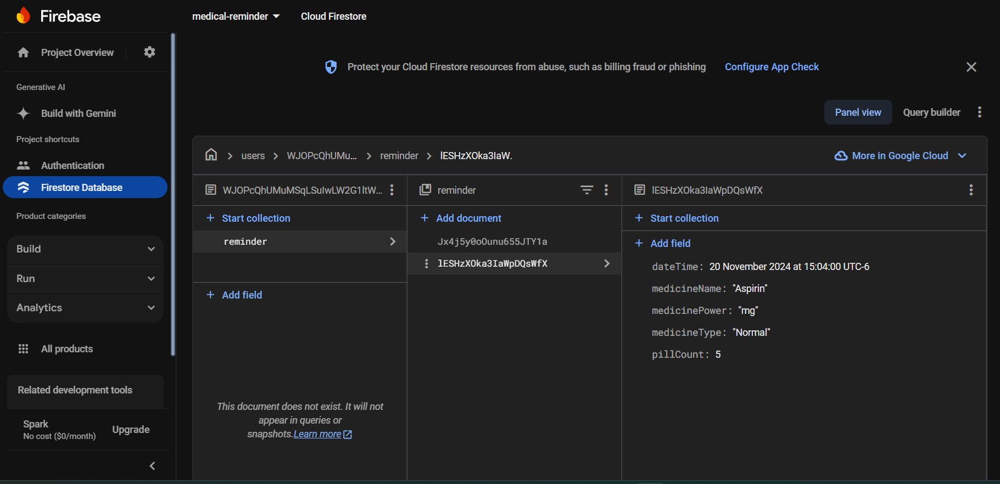 Firebase
medical-reminder
Cloud Firestore
Project Overview
Protect your Cloud Firestore resources from abuse, such as billing fraud or phishing
Configure App Check
Generative AI
Build with Gemini
Panel view
Query builder
Project shortcuts
Authentication
Firestore Database
Product categories
Build
Run
Analytics
All products
Related development tools
Spark
No cost ($0/month)
Upgrade
users
WJOPcQhUMu...
reminder
lESHzXOka3IaW.
More in Google Cloud
WJOPcQhUMuMSqLSuIwLW2G1ltW...
Start collection
reminder
Add field
This document does not exist. It will not
appear in queries or
snapshots.Learn more
reminder
Add document
Jx4j5y0oOunu655JTY1a
lESHzXOka3IaWpDQsWfX
lESHzXOka3IaWpDQsWfX
Start collection
Add field
dateTime: 20 November 2024 at 15:04:00 UTC-6
medicineName: "Aspirin"
medicinePower: "mg"
medicineType: "Normal"
pillCount: 5